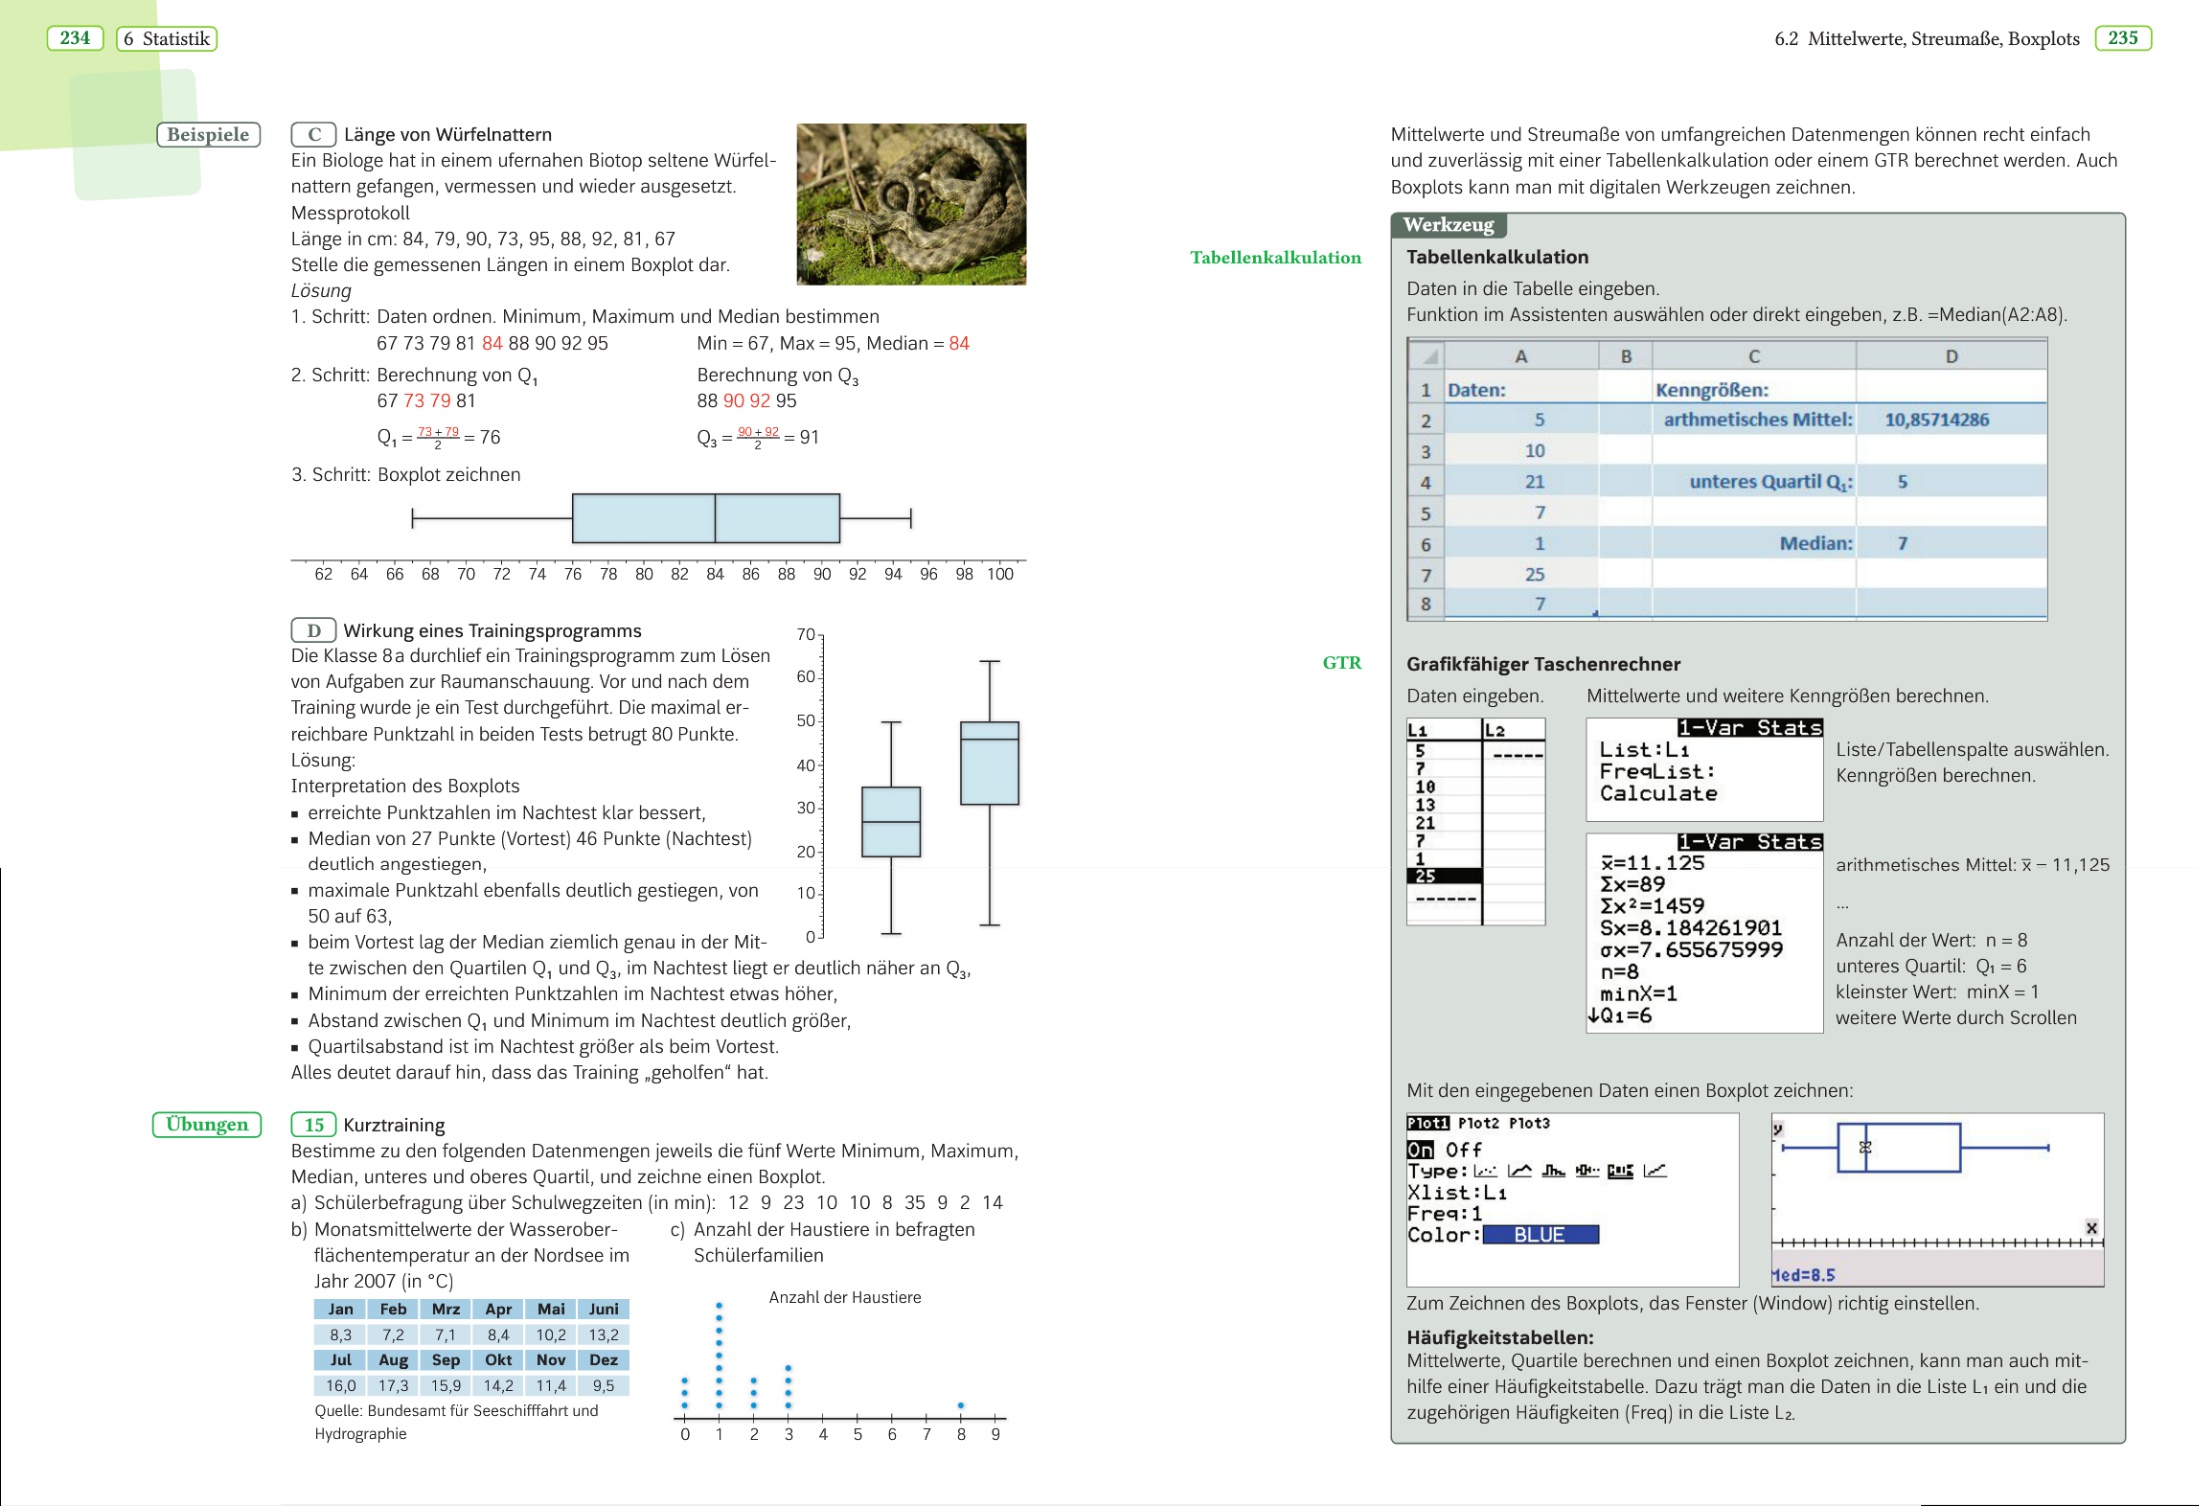 234 6 Statistik
Beispiele
C Länge von Würfelnattern
Ein Biologe hat in einem ufernahen Biotop seltene Würfel-
nattern gefangen, vermessen und wieder ausgesetzt.
Messprotokoll
Länge in cm: 84, 79, 90, 73, 95, 88, 92, 81, 67
Stelle die gemessenen Längen in einem Boxplot dar.
Lösung
1. Schritt: Daten ordnen. Minimum, Maximum und Median bestimmen
67 73 79 81 84 88 90 92 95 Min = 67, Max = 95, Median = 84
2. Schritt: Berechnung von Q₁ Berechnung von Q₃
67 73 79 81 88 90 92 95
Q₁ = (73 + 79)/2 = 76 Q₃ = (90 + 92)/2 = 91
3. Schritt: Boxplot zeichnen
62 64 66 68 70 72 74 76 78 80 82 84 86 88 90 92 94 96 98 100
D Wirkung eines Trainingsprogramms
Die Klasse 8a durchlief ein Trainingsprogramm zum Lösen
von Aufgaben zur Raumanschauung. Vor und nach dem
Training wurde je ein Test durchgeführt. Die maximal er-
reichbare Punktzahl in beiden Tests betrugt 80 Punkte.
Lösung:
Interpretation des Boxplots
▪ erreichte Punktzahlen im Nachtest klar bessert,
▪ Median von 27 Punkte (Vortest) 46 Punkte (Nachtest)
deutlich angestiegen,
▪ maximale Punktzahl ebenfalls deutlich gestiegen, von
50 auf 63,
▪ beim Vortest lag der Median ziemlich genau in der Mit-
te zwischen den Quartilen Q₁ und Q₃, im Nachtest liegt er deutlich näher an Q₃,
▪ Minimum der erreichten Punktzahlen im Nachtest etwas höher,
▪ Abstand zwischen Q₁ und Minimum im Nachtest deutlich größer,
▪ Quartilsabstand ist im Nachtest größer als beim Vortest.
Alles deutet darauf hin, dass das Training „geholfen“ hat.
70
60
50
40
30
20
10
0
Übungen
15 Kurztraining
Bestimme zu den folgenden Datenmengen jeweils die fünf Werte Minimum, Maximum,
Median, unteres und oberes Quartil, und zeichne einen Boxplot.
a) Schülerbefragung über Schulwegzeiten (in min): 12 9 23 10 10 8 35 9 2 14
b) Monatsmittelwerte der Wasserober-
flächentemperatur an der Nordsee im
Jahr 2007 (in °C)
Jan Feb Mrz Apr Mai Juni
8,3 7,2 7,1 8,4 10,2 13,2
Jul Aug Sep Okt Nov Dez
16,0 17,3 15,9 14,2 11,4 9,5
Quelle: Bundesamt für Seeschifffahrt und
Hydrographie
c) Anzahl der Haustiere in befragten
Schülerfamilien
Anzahl der Haustiere
0 1 2 3 4 5 6 7 8 9
6.2 Mittelwerte, Streumaße, Boxplots 235
Mittelwerte und Streumaße von umfangreichen Datenmengen können recht einfach
und zuverlässig mit einer Tabellenkalkulation oder einem GTR berechnet werden. Auch
Boxplots kann man mit digitalen Werkzeugen zeichnen.
Werkzeug
Tabellenkalkulation
Tabellenkalkulation
Daten in die Tabelle eingeben.
Funktion im Assistenten auswählen oder direkt eingeben, z.B. =Median(A2:A8).
A B C D
1 Daten: Kenngrößen:
2 5 arthmetisches Mittel: 10,85714286
3 10
4 21 unteres Quartil Q₁: 5
5 7
6 1 Median: 7
7 25
8 7
GTR
Grafikfähiger Taschenrechner
Daten eingeben. Mittelwerte und weitere Kenngrößen berechnen.
L1 L2
5 -----
7
10
13
21
7
1
25
------
1-Var Stats
List:L1
FreqList:
Calculate
Liste/Tabellenspalte auswählen.
Kenngrößen berechnen.
1-Var Stats
x̄=11.125
Σx=89
Σx²=1459
Sx=8.184261901
σx=7.655675999
n=8
minX=1
↓Q1=6
arithmetisches Mittel: x̄ – 11,125
...
Anzahl der Wert: n = 8
unteres Quartil: Q₁ = 6
kleinster Wert: minX = 1
weitere Werte durch Scrollen
Mit den eingegebenen Daten einen Boxplot zeichnen:
Plot1 Plot2 Plot3
On Off
Type:
Xlist:L1
Freq:1
Color: BLUE
y
x
Med=8.5
Zum Zeichnen des Boxplots, das Fenster (Window) richtig einstellen.
Häufigkeitstabellen:
Mittelwerte, Quartile berechnen und einen Boxplot zeichnen, kann man auch mit-
hilfe einer Häufigkeitstabelle. Dazu trägt man die Daten in die Liste L₁ ein und die
zugehörigen Häufigkeiten (Freq) in die Liste L₂.